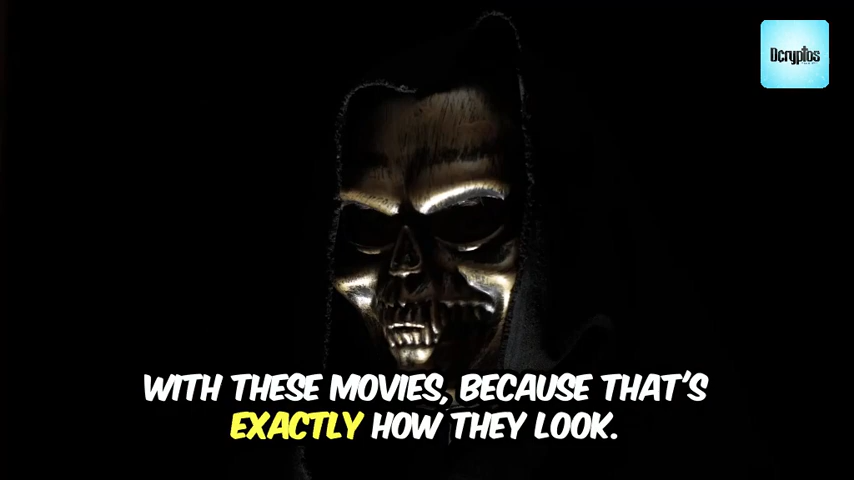 Dcryptos
WITH THESE MOVIES, BECAUSE THAT'S
EXACTLY HOW THEY LOOK.